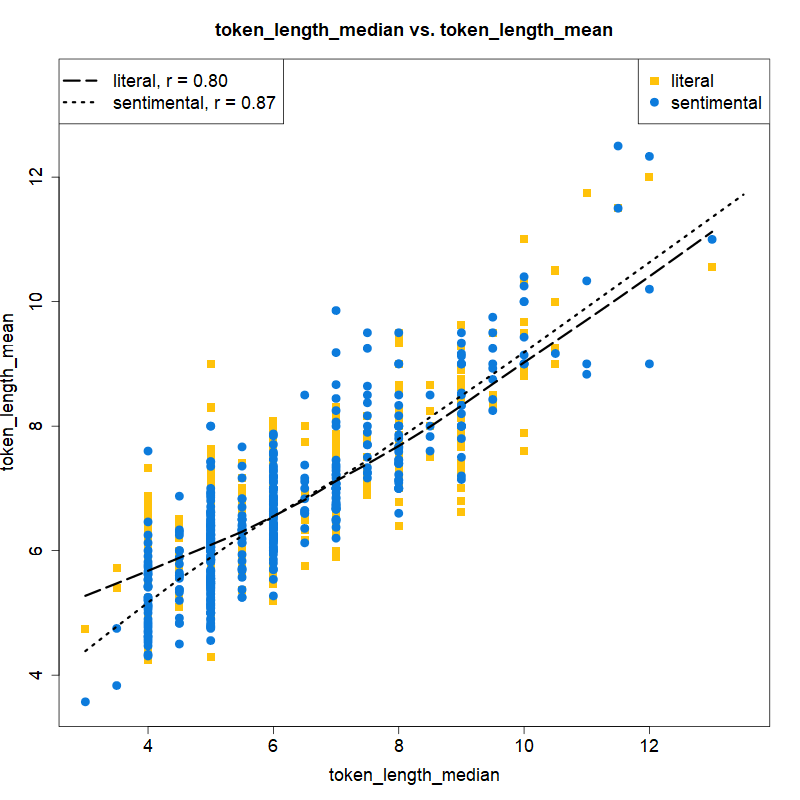 token_length_median vs. token_length_mean
literal, r = 0.80
sentimental, r = 0.87
literal
sentimental
token_length_mean
12
10
8
6
4
4 6 8 10 12
token_length_median